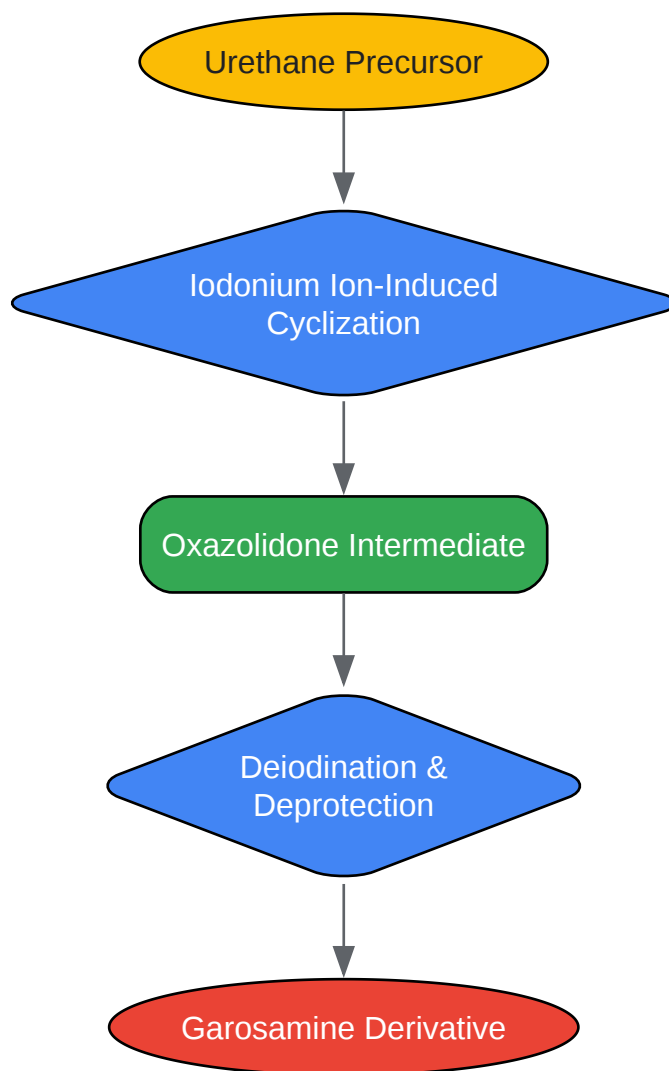 Urethane Precursor
Iodonium Ion-Induced
Cyclization
Oxazolidone Intermediate
Deiodination &
Deprotection
Garosamine Derivative